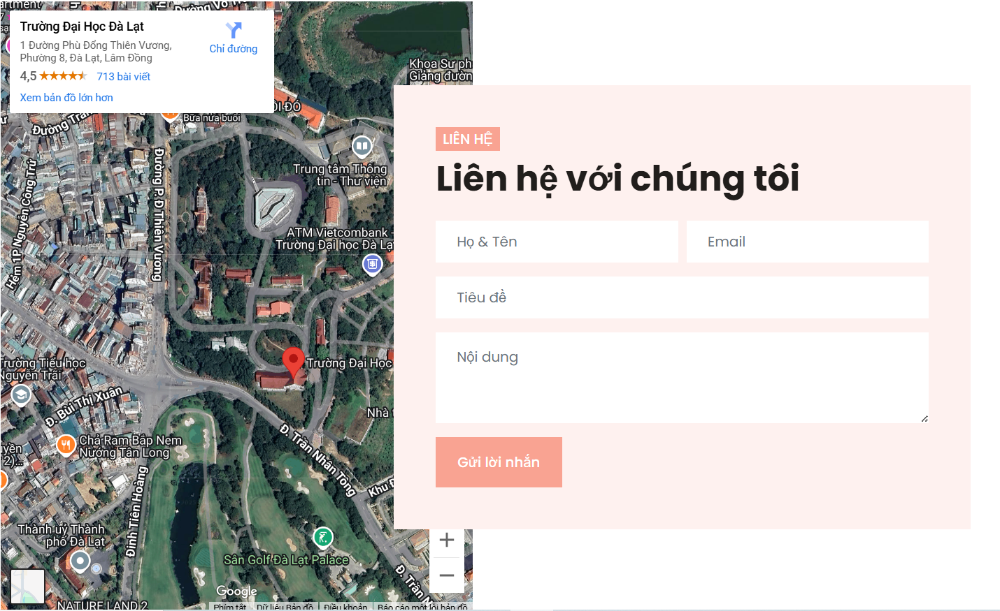 Trường Đại Học Đà Lạt
1 Đường Phù Đổng Thiên Vương,
Phường 8, Đà Lạt, Lâm Đồng
4,5
713 bài viết
Xem bản đồ lớn hơn
Chỉ đường
Khoa Sư ph
Giảng đườn
Bữa nửa buổi
Đường P.Đ Thiên Vương
Trung tâm Thông
tin - Thư viện
Hẻm 1P Nguyễn Công Trứ
ATM Vietcombank -
Trường Đại học Đà Lạ
Trường Đại Học
Trường Tiểu học
Nguyễn Trãi
Đ. Bùi Thị Xuân
Nhà
Chả Ram Bắp Nem
Nướng Tân Long
Đ. Trần Nhân Tông
Khu Đ
Đinh Tiên Hoàng
Thành uỷ Thành
phố Đà Lạt
Sân Golf Đà Lạt Palace
Đ. Trần
NATURE LAND 2
Google
Phím tắt
Dữ liệu Bản đồ
Điều khoản
Báo cáo một lỗi bản đồ
LIÊN HỆ
Liên hệ với chúng tôi
Họ & Tên
Email
Tiêu đề
Nội dung
Gửi lời nhắn